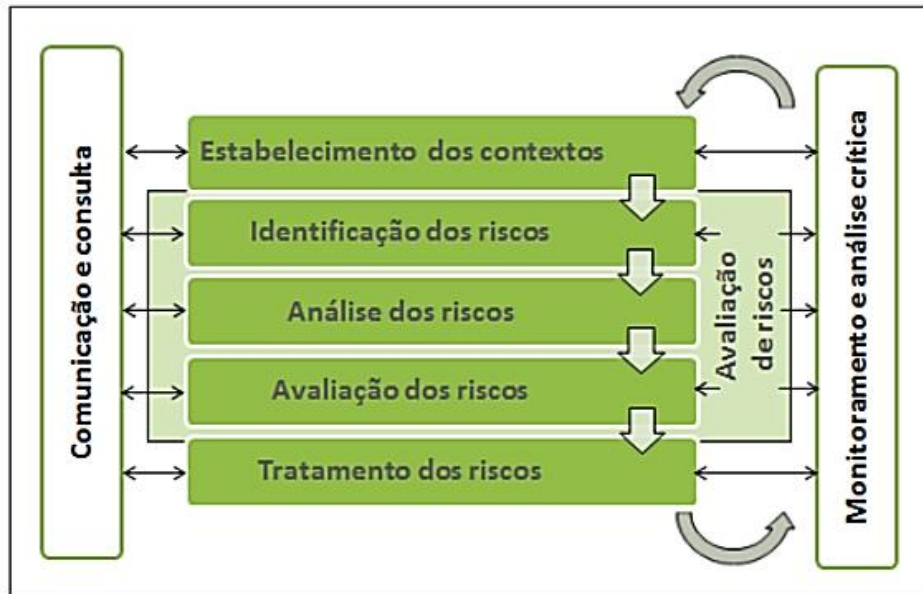 Comunicação e consulta
Estabelecimento dos contextos
Identificação dos riscos
Análise dos riscos
Avaliação dos riscos
Tratamento dos riscos
Avaliação
de riscos
Monitoramento e análise crítica